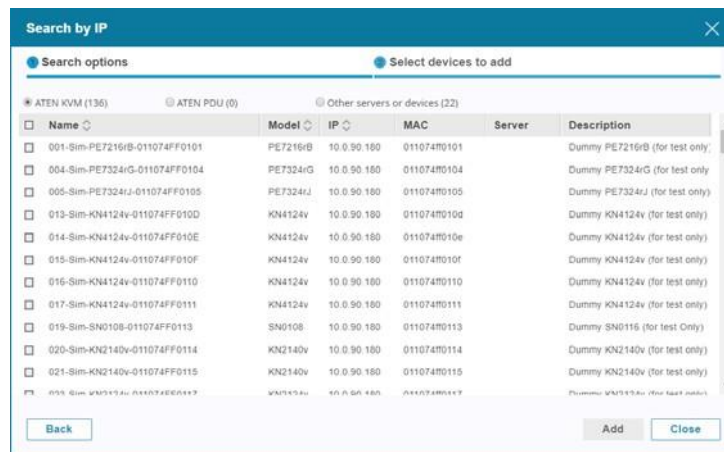 Search by IP
1 Search options
2 Select devices to add
ATEN KVM (136) ATEN PDU (0) Other servers or devices (22)
Name Model IP MAC Server Description
001-Sim-PE7216rB-011074FF0101 PE7216rB 10.0.90.180 011074ff0101 Dummy PE7216rB (for test only)
004-Sim-PE7324rG-011074FF0104 PE7324rG 10.0.90.180 011074ff0104 Dummy PE7324rG (for test only
005-Sim-PE7324rJ-011074FF0105 PE7324rJ 10.0.90.180 011074ff0105 Dummy PE7324rJ (for test only)
013-Sim-KN4124v-011074FF010D KN4124v 10.0.90.180 011074ff010d Dummy KN4124v (for test only)
014-Sim-KN4124v-011074FF010E KN4124v 10.0.90.180 011074ff010e Dummy KN4124v (for test only)
015-Sim-KN4124v-011074FF010F KN4124v 10.0.90.180 011074ff010f Dummy KN4124v (for test only)
016-Sim-KN4124v-011074FF0110 KN4124v 10.0.90.180 011074ff0110 Dummy KN4124v (for test only)
017-Sim-KN4124v-011074FF0111 KN4124v 10.0.90.180 011074ff0111 Dummy KN4124v (for test only)
019-Sim-SN0108-011074FF0113 SN0108 10.0.90.180 011074ff0113 Dummy SN0116 (for test Only)
020-Sim-KN2140v-011074FF0114 KN2140v 10.0.90.180 011074ff0114 Dummy KN2140v (for test only)
021-Sim-KN2140v-011074FF0115 KN2140v 10.0.90.180 011074ff0115 Dummy KN2140v (for test only)
Back Add Close